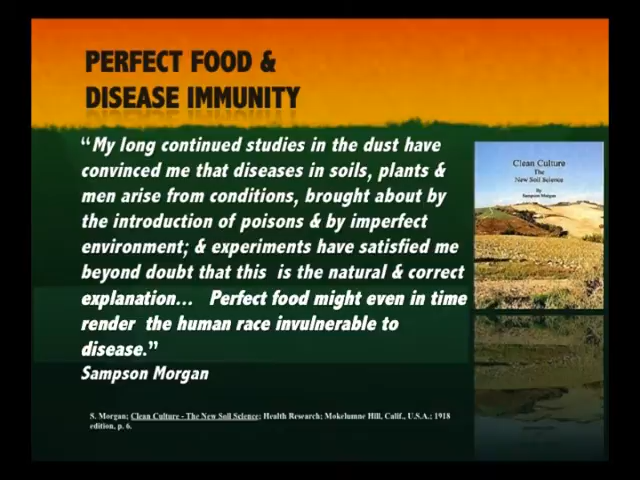 PERFECT FOOD &
DISEASE IMMUNITY
“My long continued studies in the dust have
convinced me that diseases in soils, plants &
men arise from conditions, brought about by
the introduction of poisons & by imperfect
environment; & experiments have satisfied me
beyond doubt that this is the natural & correct
explanation... Perfect food might even in time
render the human race invulnerable to
disease.”
Sampson Morgan
S. Morgan; Clean Culture - The New Soil Science; Health Research; Mokelumne Hill, Calif., U.S.A.; 1918
edition, p. 6.
Clean Culture
The
New Soil Science
By
Sampson Morgan